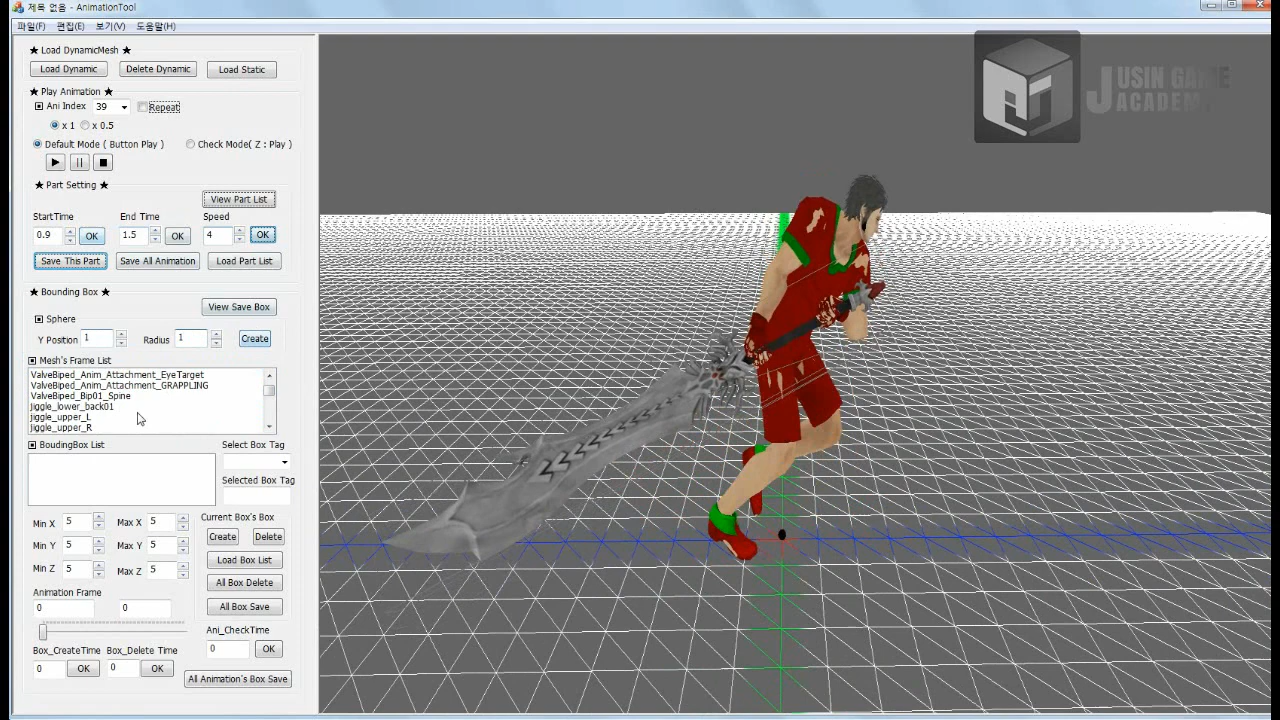 제목 없음 - AnimationTool
파일(F) 편집(E) 보기(V) 도움말(H)
★ Load DynamicMesh ★
Load Dynamic Delete Dynamic Load Static
★ Play Animation ★
Ani Index 39 Repeat
x 1 x 0.5
Default Mode ( Button Play ) Check Mode( Z : Play )
★ Part Setting ★
View Part List
StartTime End Time Speed
0.9 OK 1.5 OK 4 OK
Save This Part Save All Animation Load Part List
★ Bounding Box ★
View Save Box
Sphere
Y Position 1 Radius 1 Create
Mesh's Frame List
ValveBiped_Anim_Attachment_EyeTarget
ValveBiped_Anim_Attachment_GRAPPLING
ValveBiped_Bip01_Spine
jiggle_lower_back01
jiggle_upper_L
jiggle_upper_R
BoudingBox List Select Box Tag
Selected Box Tag
Min X 5 Max X 5 Current Box's Box
Min Y 5 Max Y 5 Create Delete
Min Z 5 Max Z 5 Load Box List
All Box Delete
Animation Frame
0 0 All Box Save
Ani_CheckTime
0 OK
Box_CreateTime Box_Delete Time
0 OK 0 OK
All Animation's Box Save
JUSIN GAME
ACADEM